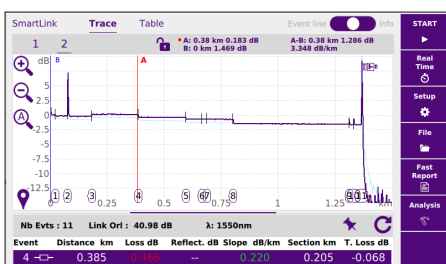 SmartLink Trace Table Event line Info START
1 2 • A: 0.38 km 0.183 dB A-B: 0.38 km 1.286 dB
B: 0 km 1.469 dB 3.348 dB/km
Real Time
Setup
File
Fast Report
Analysis
dB B A
5
2.5
0
-2.5
-5
-7.5
-10
-12.5
1 2 3 4 5 6 7 8 9 10 11
0 0.25 0.5 0.75 1 1.25 km
Nb Evts : 11 Link Orl : 40.98 dB λ: 1550nm C
Event Distance km Loss dB Reflect. dB Slope dB/km Section km T. Loss dB
4 0.385 0.466 -- 0.220 0.205 -0.068